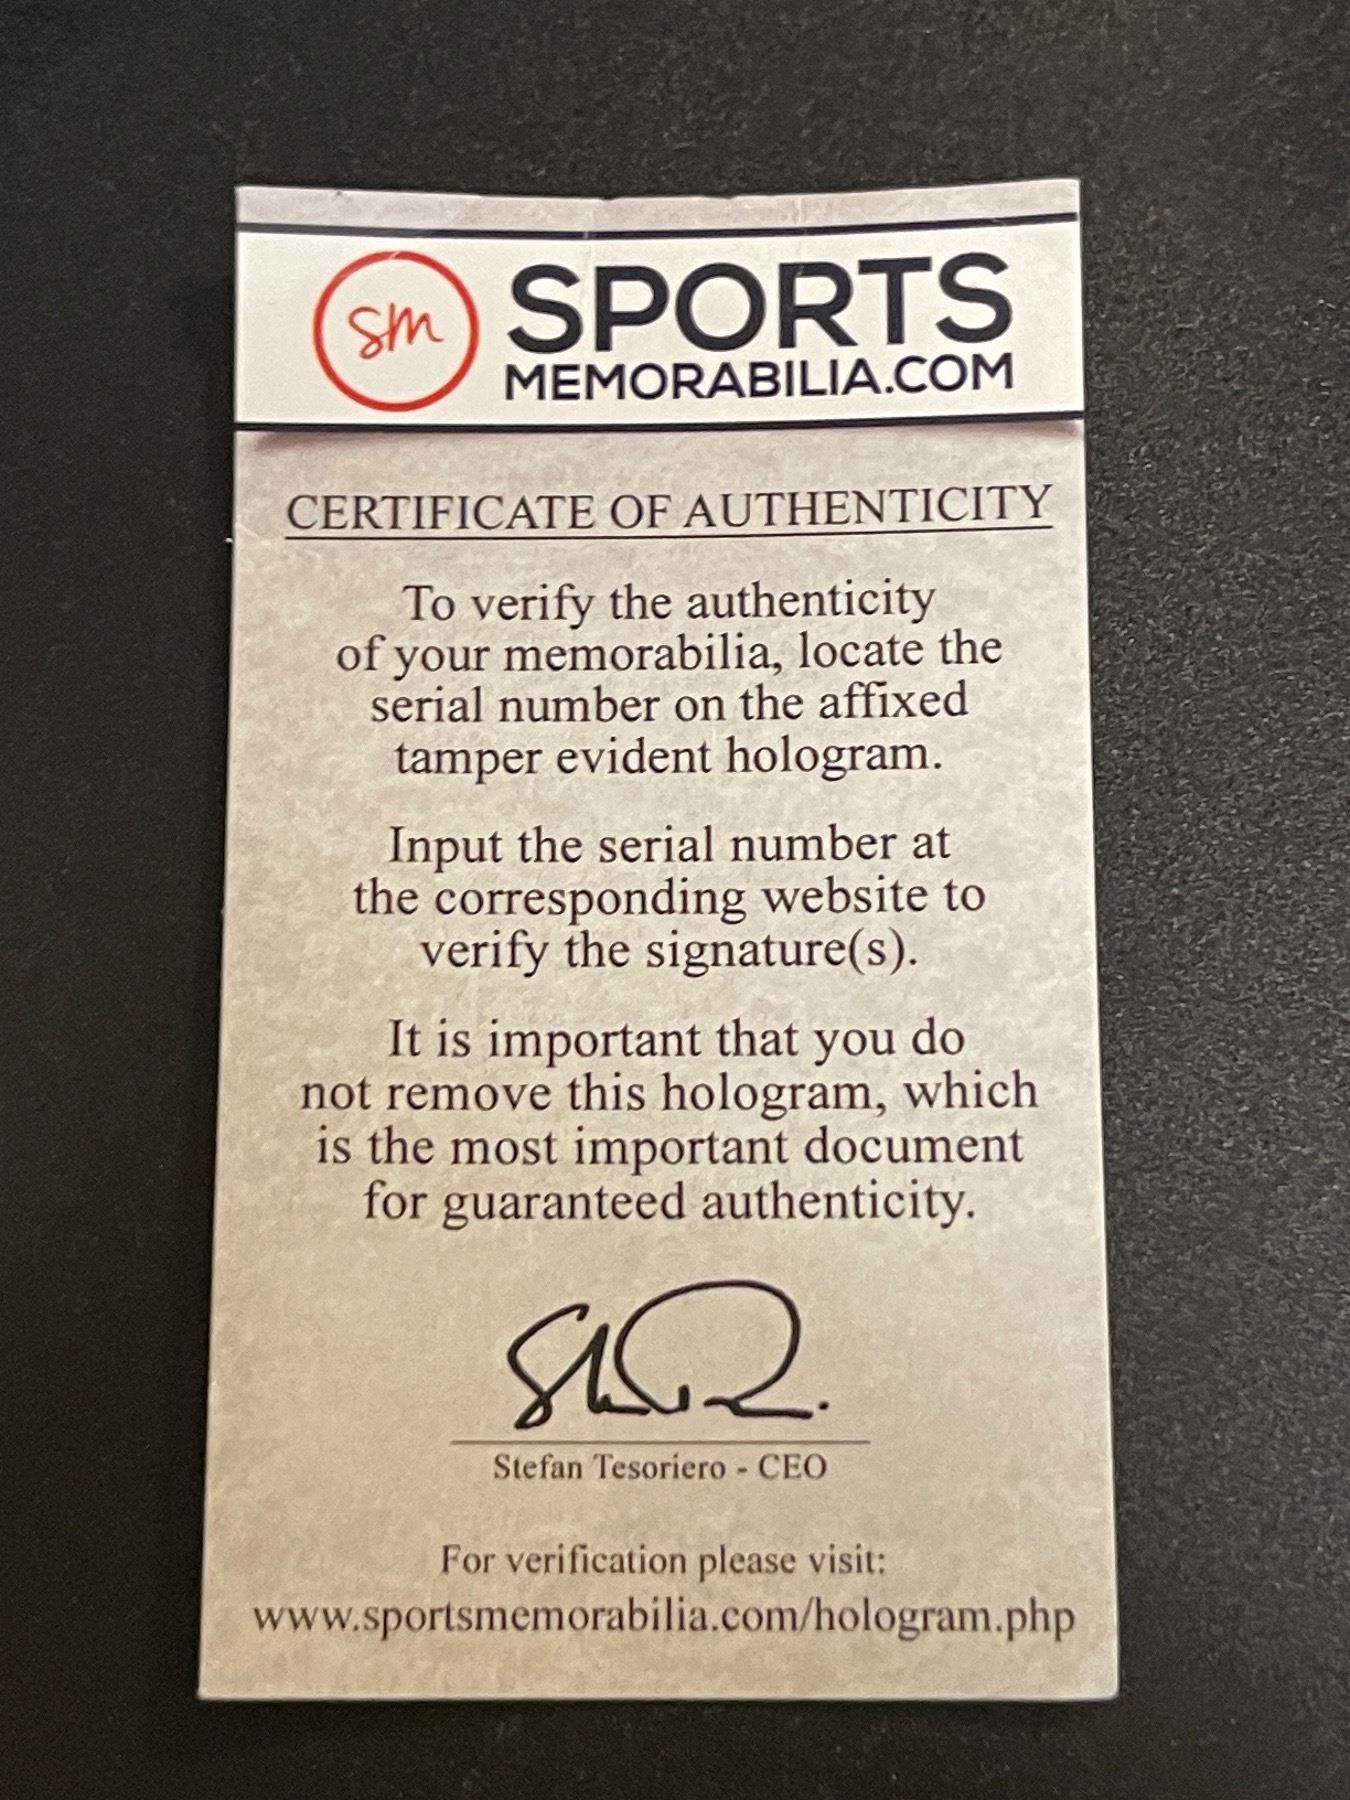 sm
SPORTS
MEMORABILIA.COM
CERTIFICATE OF AUTHENTICITY
To verify the authenticity
of your memorabilia, locate the
serial number on the affixed
tamper evident hologram.
Input the serial number at
the corresponding website to
verify the signature(s).
It is important that you do
not remove this hologram, which
is the most important document
for guaranteed authenticity.
Stefan Tesoriero - CEO
For verification please visit:
www.sportsmemorabilia.com/hologram.php